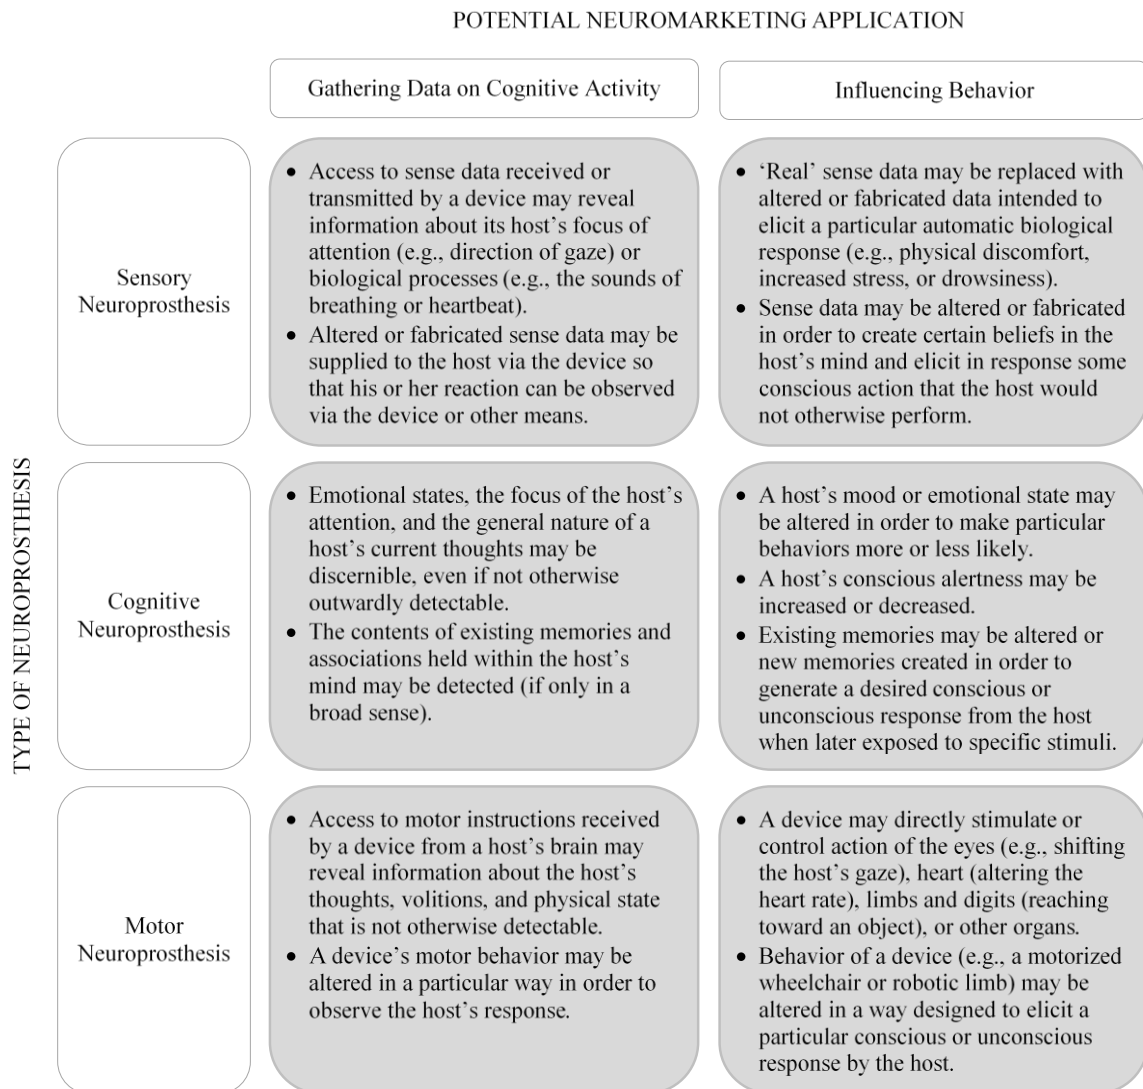 POTENTIAL NEUROMARKETING APPLICATION
Gathering Data on Cognitive Activity
Influencing Behavior
TYPE OF NEUROPROSTHESIS
Sensory
Neuroprosthesis
• Access to sense data received or
transmitted by a device may reveal
information about its host’s focus of
attention (e.g., direction of gaze) or
biological processes (e.g., the sounds of
breathing or heartbeat).
• Altered or fabricated sense data may be
supplied to the host via the device so
that his or her reaction can be observed
via the device or other means.
• ‘Real’ sense data may be replaced with
altered or fabricated data intended to
elicit a particular automatic biological
response (e.g., physical discomfort,
increased stress, or drowsiness).
• Sense data may be altered or fabricated
in order to create certain beliefs in the
host’s mind and elicit in response some
conscious action that the host would
not otherwise perform.
Cognitive
Neuroprosthesis
• Emotional states, the focus of the host’s
attention, and the general nature of a
host’s current thoughts may be
discernible, even if not otherwise
outwardly detectable.
• The contents of existing memories and
associations held within the host’s
mind may be detected (if only in a
broad sense).
• A host’s mood or emotional state may
be altered in order to make particular
behaviors more or less likely.
• A host’s conscious alertness may be
increased or decreased.
• Existing memories may be altered or
new memories created in order to
generate a desired conscious or
unconscious response from the host
when later exposed to specific stimuli.
Motor
Neuroprosthesis
• Access to motor instructions received
by a device from a host’s brain may
reveal information about the host’s
thoughts, volitions, and physical state
that is not otherwise detectable.
• A device’s motor behavior may be
altered in a particular way in order to
observe the host’s response.
• A device may directly stimulate or
control action of the eyes (e.g., shifting
the host’s gaze), heart (altering the
heart rate), limbs and digits (reaching
toward an object), or other organs.
• Behavior of a device (e.g., a motorized
wheelchair or robotic limb) may be
altered in a way designed to elicit a
particular conscious or unconscious
response by the host.